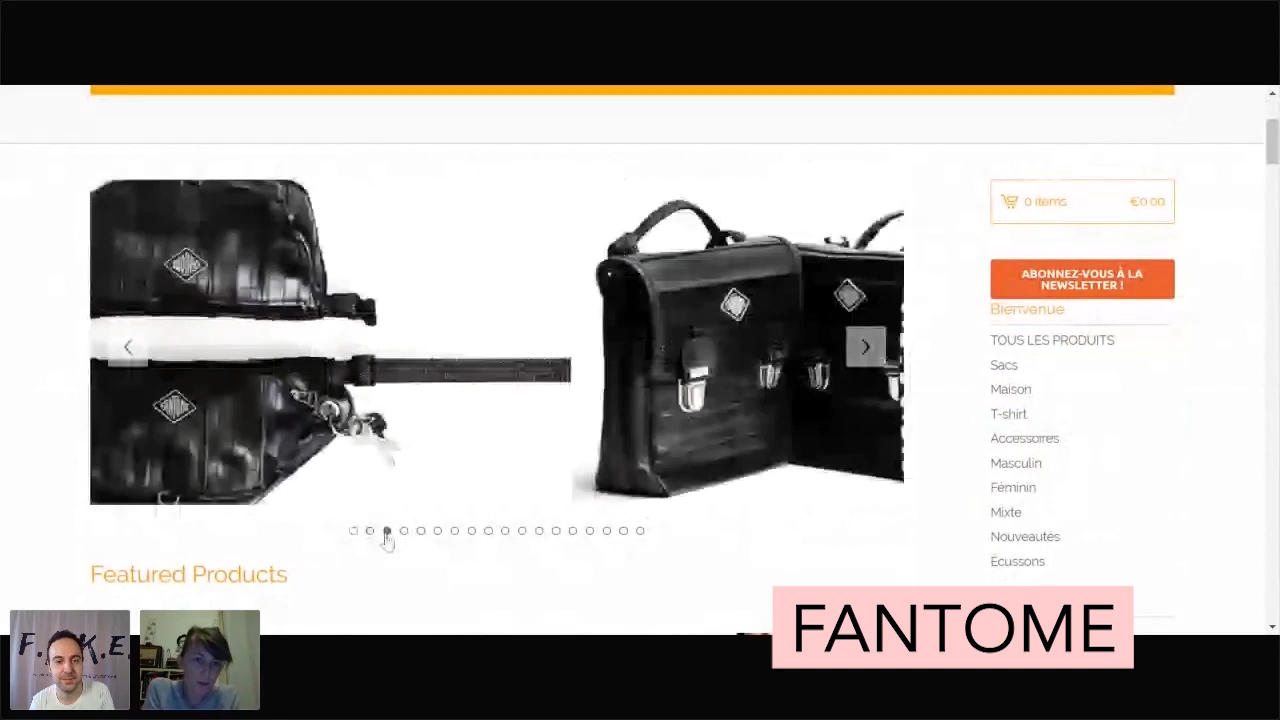 0 items €0.00
ABONNEZ-VOUS À LA
NEWSLETTER !
Bienvenue
TOUS LES PRODUITS
Sacs
Maison
T-shirt
Accessoires
Masculin
Féminin
Mixte
Nouveautés
Écussons
FANTOME
Featured Products
FANTOME